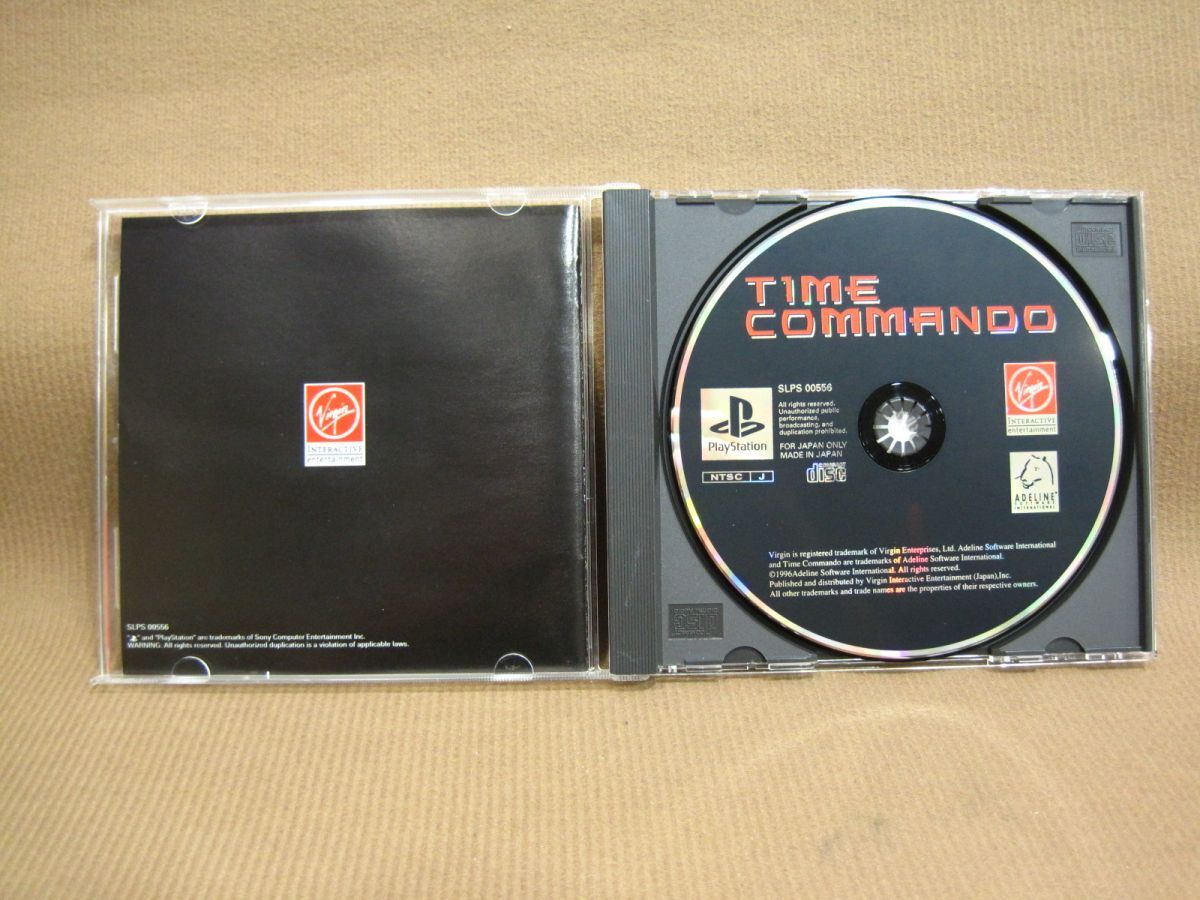 Virgin
INTERACTIVE
entertainment
SLPS 00556
"PS" and "PlayStation" are trademarks of Sony Computer Entertainment Inc.
WARNING: All rights reserved. Unauthorized duplication is a violation of applicable laws.
TIME
COMMANDO
SLPS 00556
All rights reserved.
Unauthorized public
performance,
broadcasting, and
duplication prohibited.
FOR JAPAN ONLY
MADE IN JAPAN
PlayStation
NTSC J
COMPACT
disc
Virgin
INTERACTIVE
entertainment
ADELINE
SOFTWARE
INTERNATIONAL
Virgin is registered trademark of Virgin Enterprises, Ltd. Adeline Software International
and Time Commando are trademarks of Adeline Software International.
©1996Adeline Software International. All rights reserved.
Published and distributed by Virgin Interactive Entertainment (Japan),Inc.
All other trademarks and trade names are the properties of their respective owners.
disc